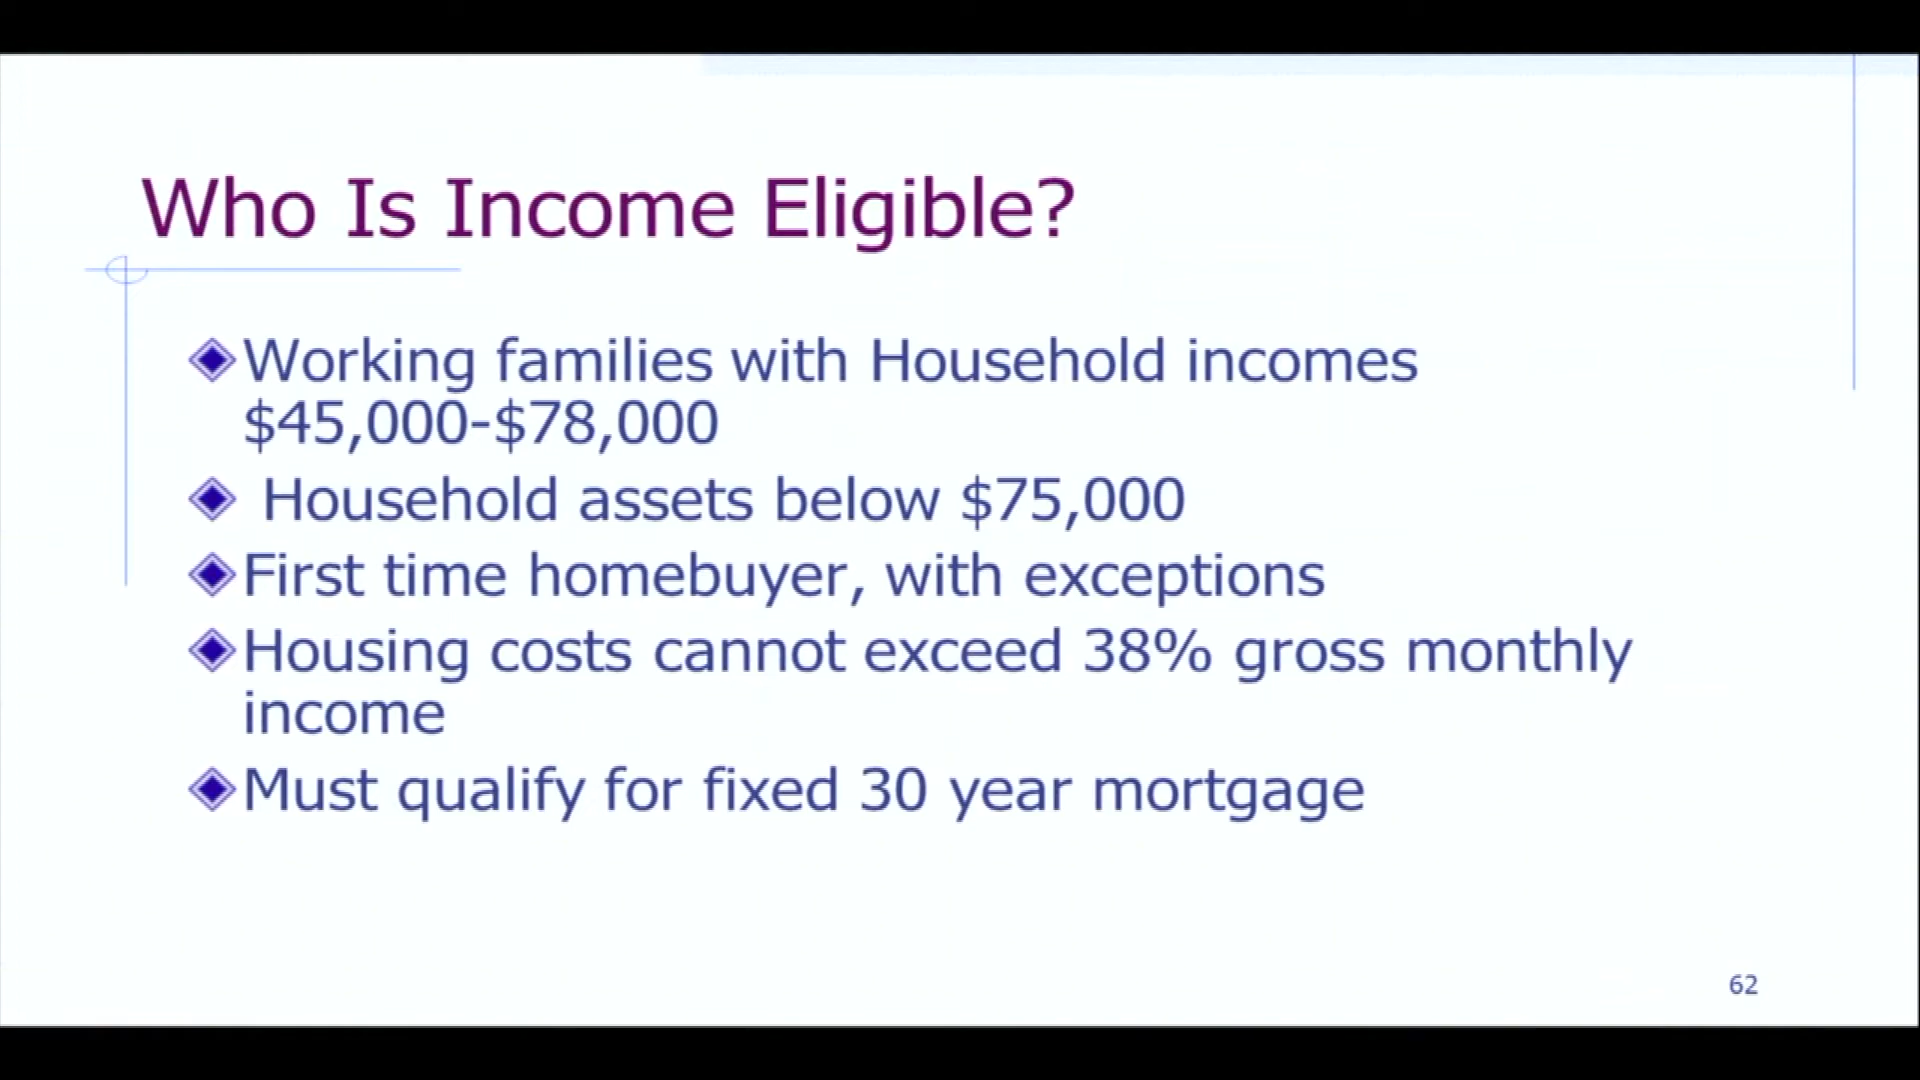 Who Is Income Eligible?
Working families with Household incomes
$45,000-$78,000
Household assets below $75,000
First time homebuyer, with exceptions
Housing costs cannot exceed 38% gross monthly
income
Must qualify for fixed 30 year mortgage
62